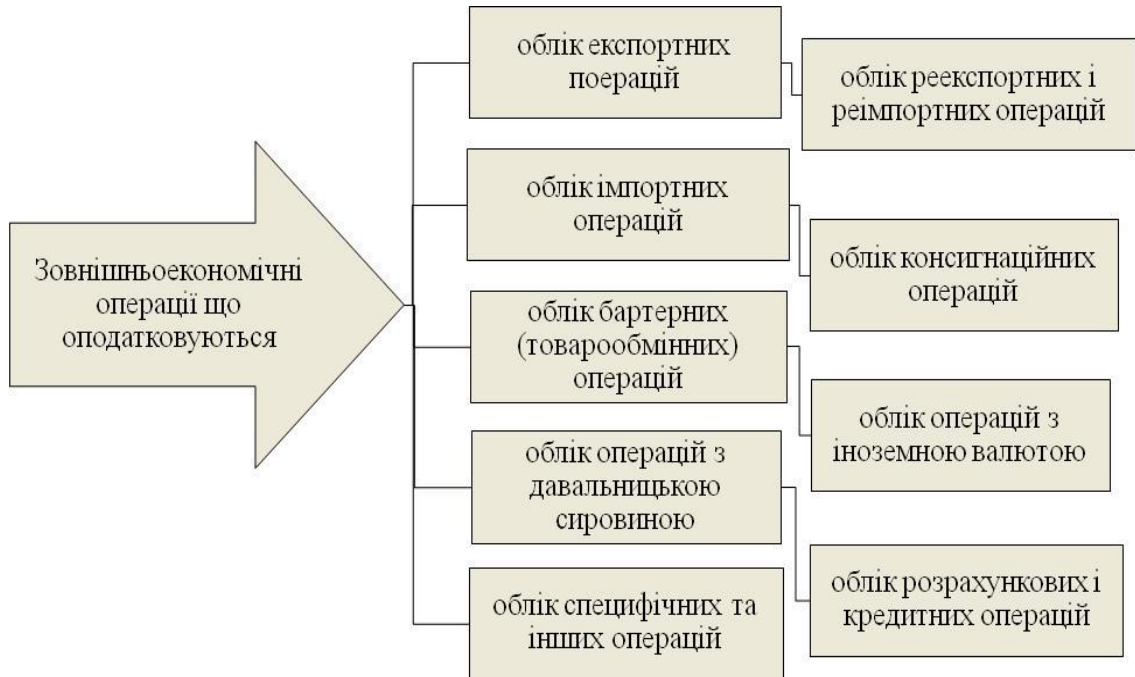 Зовнішньоекономічні
операції що
оподатковуються
облік експортних
поерацій
облік реекспортних і
реімпортних операцій
облік імпортних
операцій
облік консигнаційних
операцій
облік бартерних
(товарообмінних)
операцій
облік операцій з
іноземною валютою
облік операцій з
давальницькою
сировиною
облік розрахункових і
кредитних операцій
облік специфічних та
інших операцій